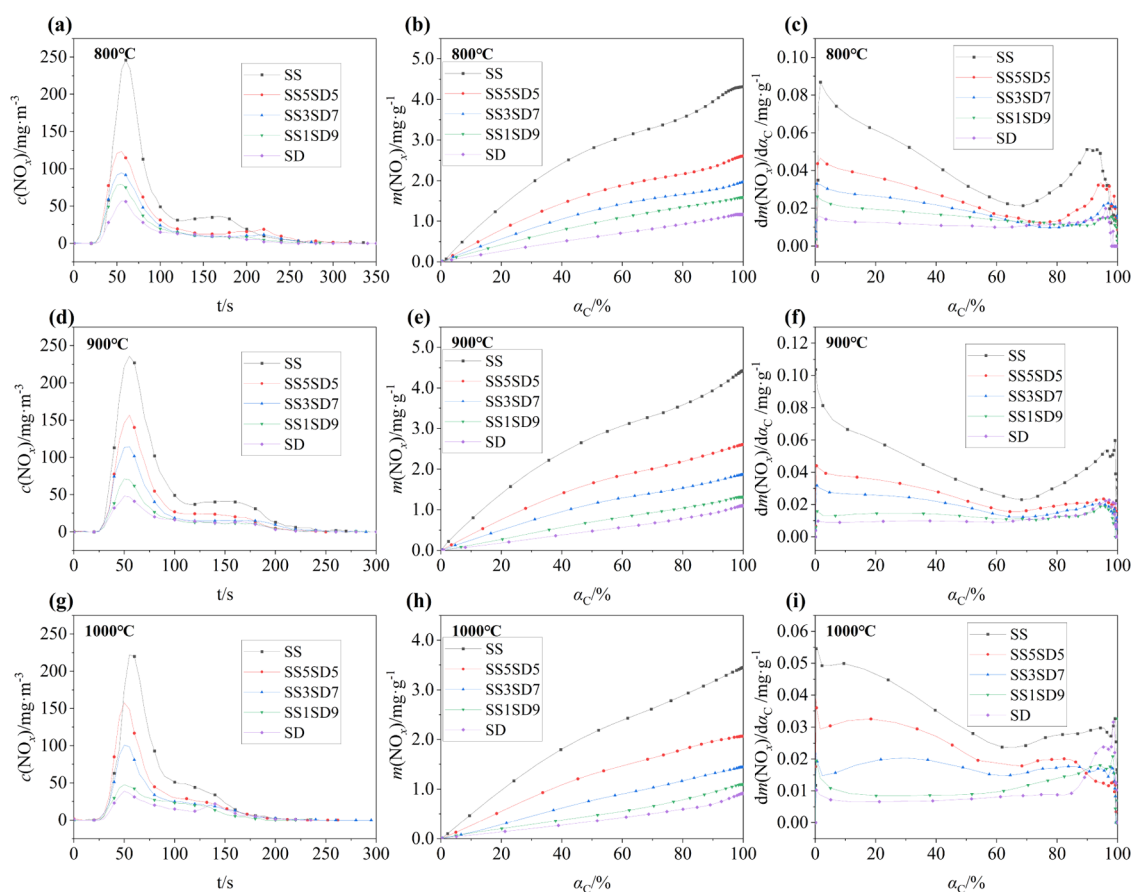 (a)
800℃
c(NOx)/mg·m-3
250
200
150
100
50
0
SS
SS5SD5
SS3SD7
SS1SD9
SD
0 50 100 150 200 250 300 350
t/s
(b)
800℃
m(NOx)/mg·g-1
5.0
4.0
3.0
2.0
1.0
0.0
SS
SS5SD5
SS3SD7
SS1SD9
SD
0 20 40 60 80 100
αC/%
(c)
800℃
dm(NOx)/dαC /mg·g-1
0.10
0.08
0.06
0.04
0.02
0.00
SS
SS5SD5
SS3SD7
SS1SD9
SD
0 20 40 60 80 100
αC/%
(d)
900℃
c(NOx)/mg·m-3
250
200
150
100
50
0
SS
SS5SD5
SS3SD7
SS1SD9
SD
0 50 100 150 200 250 300
t/s
(e)
900℃
m(NOx)/mg·g-1
5.0
4.0
3.0
2.0
1.0
0.0
SS
SS5SD5
SS3SD7
SS1SD9
SD
0 20 40 60 80 100
αC/%
(f)
900℃
dm(NOx)/dαC /mg·g-1
0.12
0.10
0.08
0.06
0.04
0.02
0.00
SS
SS5SD5
SS3SD7
SS1SD9
SD
0 20 40 60 80 100
αC/%
(g)
1000℃
c(NOx)/mg·m-3
250
200
150
100
50
0
SS
SS5SD5
SS3SD7
SS1SD9
SD
0 50 100 150 200 250 300
t/s
(h)
1000℃
m(NOx)/mg·g-1
4.0
3.0
2.0
1.0
0.0
SS
SS5SD5
SS3SD7
SS1SD9
SD
0 20 40 60 80 100
αC/%
(i)
1000℃
dm(NOx)/dαC /mg·g-1
0.06
0.05
0.04
0.03
0.02
0.01
0.00
SS
SS5SD5
SS3SD7
SS1SD9
SD
0 20 40 60 80 100
αC/%